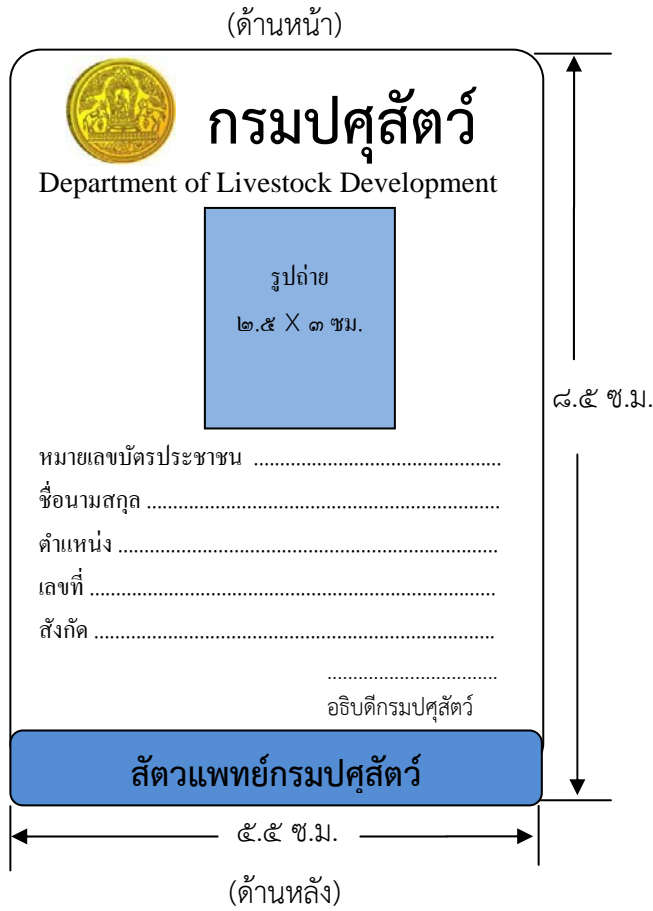 (ด้านหน้า)
กรมปศุสัตว์
Department of Livestock Development
รูปถ่าย
๒.๕ X ๓ ซม.
๘.๕ ซ.ม.
หมายเลขบัตรประชาชน ................................................
ชื่อนามสกุล ....................................................................
ตำแหน่ง .........................................................................
เลขที่ ..............................................................................
สังกัด .............................................................................
.................................
อธิบดีกรมปศุสัตว์
สัตวแพทย์กรมปศุสัตว์
๕.๕ ซ.ม.
(ด้านหลัง)